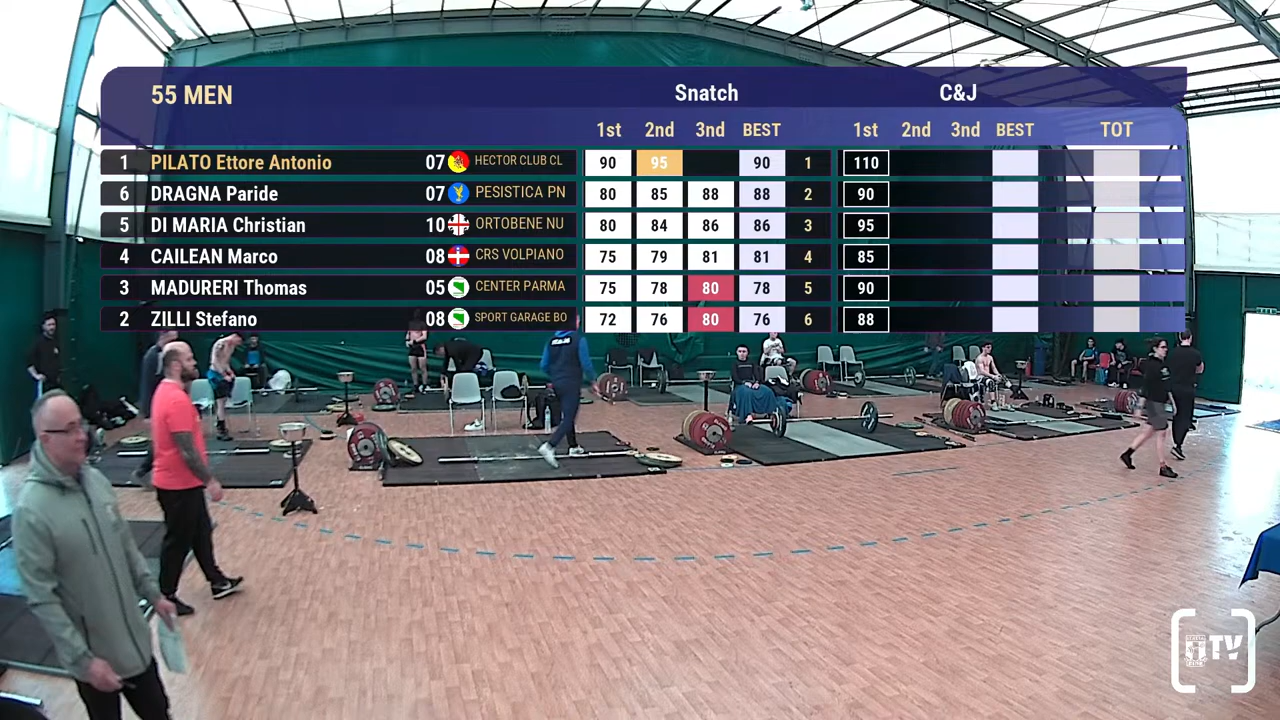 55 MEN Snatch C&J
1st 2nd 3nd BEST 1st 2nd 3nd BEST TOT
1 PILATO Ettore Antonio 07 HECTOR CLUB CL 90 95 90 1 110
6 DRAGNA Paride 07 PESISTICA PN 80 85 88 88 2 90
5 DI MARIA Christian 10 ORTOBENE NU 80 84 86 86 3 95
4 CAILEAN Marco 08 CRS VOLPIANO 75 79 81 81 4 85
3 MADURERI Thomas 05 CENTER PARMA 75 78 80 78 5 90
2 ZILLI Stefano 08 SPORT GARAGE BO 72 76 80 76 6 88
TV